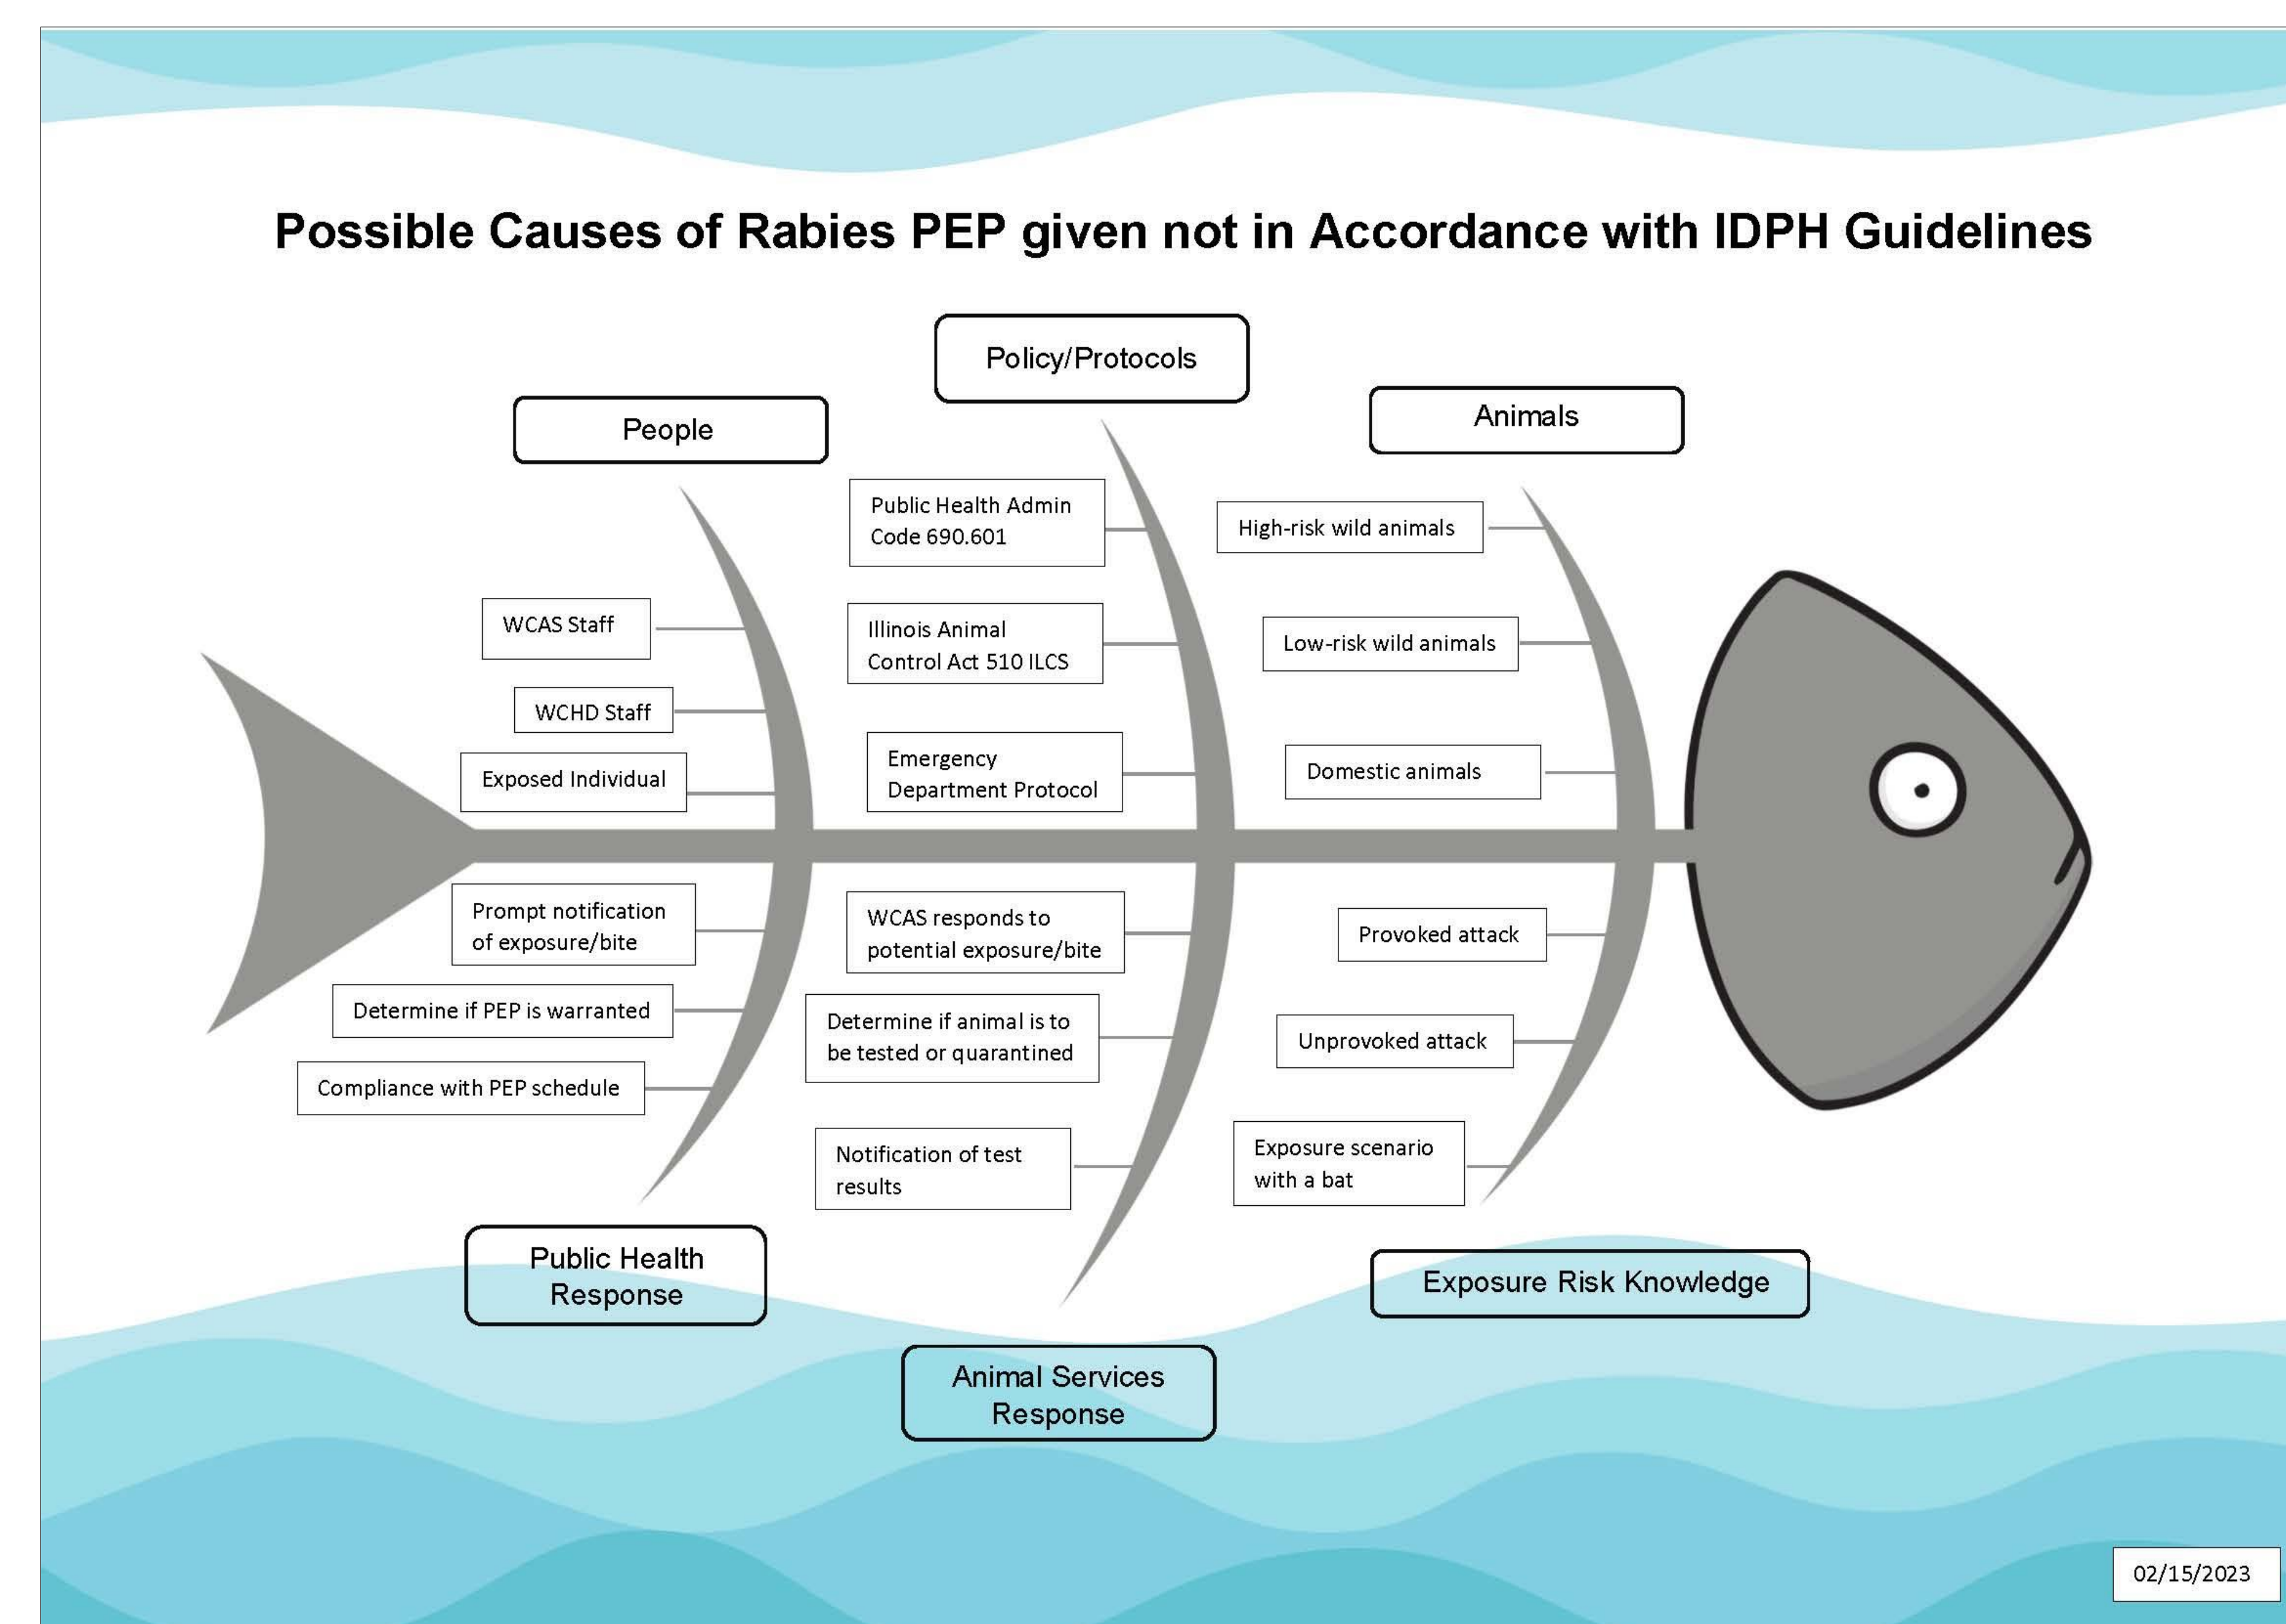 Possible Causes of Rabies PEP given not in Accordance with IDPH Guidelines
People
Policy/Protocols
Animals
WCAS Staff
WCHD Staff
Exposed Individual
Public Health Admin
Code 690.601
Illinois Animal
Control Act 510 ILCS
Emergency
Department Protocol
High-risk wild animals
Low-risk wild animals
Domestic animals
Prompt notification
of exposure/bite
Determine if PEP is warranted
Compliance with PEP schedule
WCAS responds to
potential exposure/bite
Determine if animal is to
be tested or quarantined
Notification of test
results
Provoked attack
Unprovoked attack
Exposure scenario
with a bat
Public Health
Response
Animal Services
Response
Exposure Risk Knowledge
02/15/2023